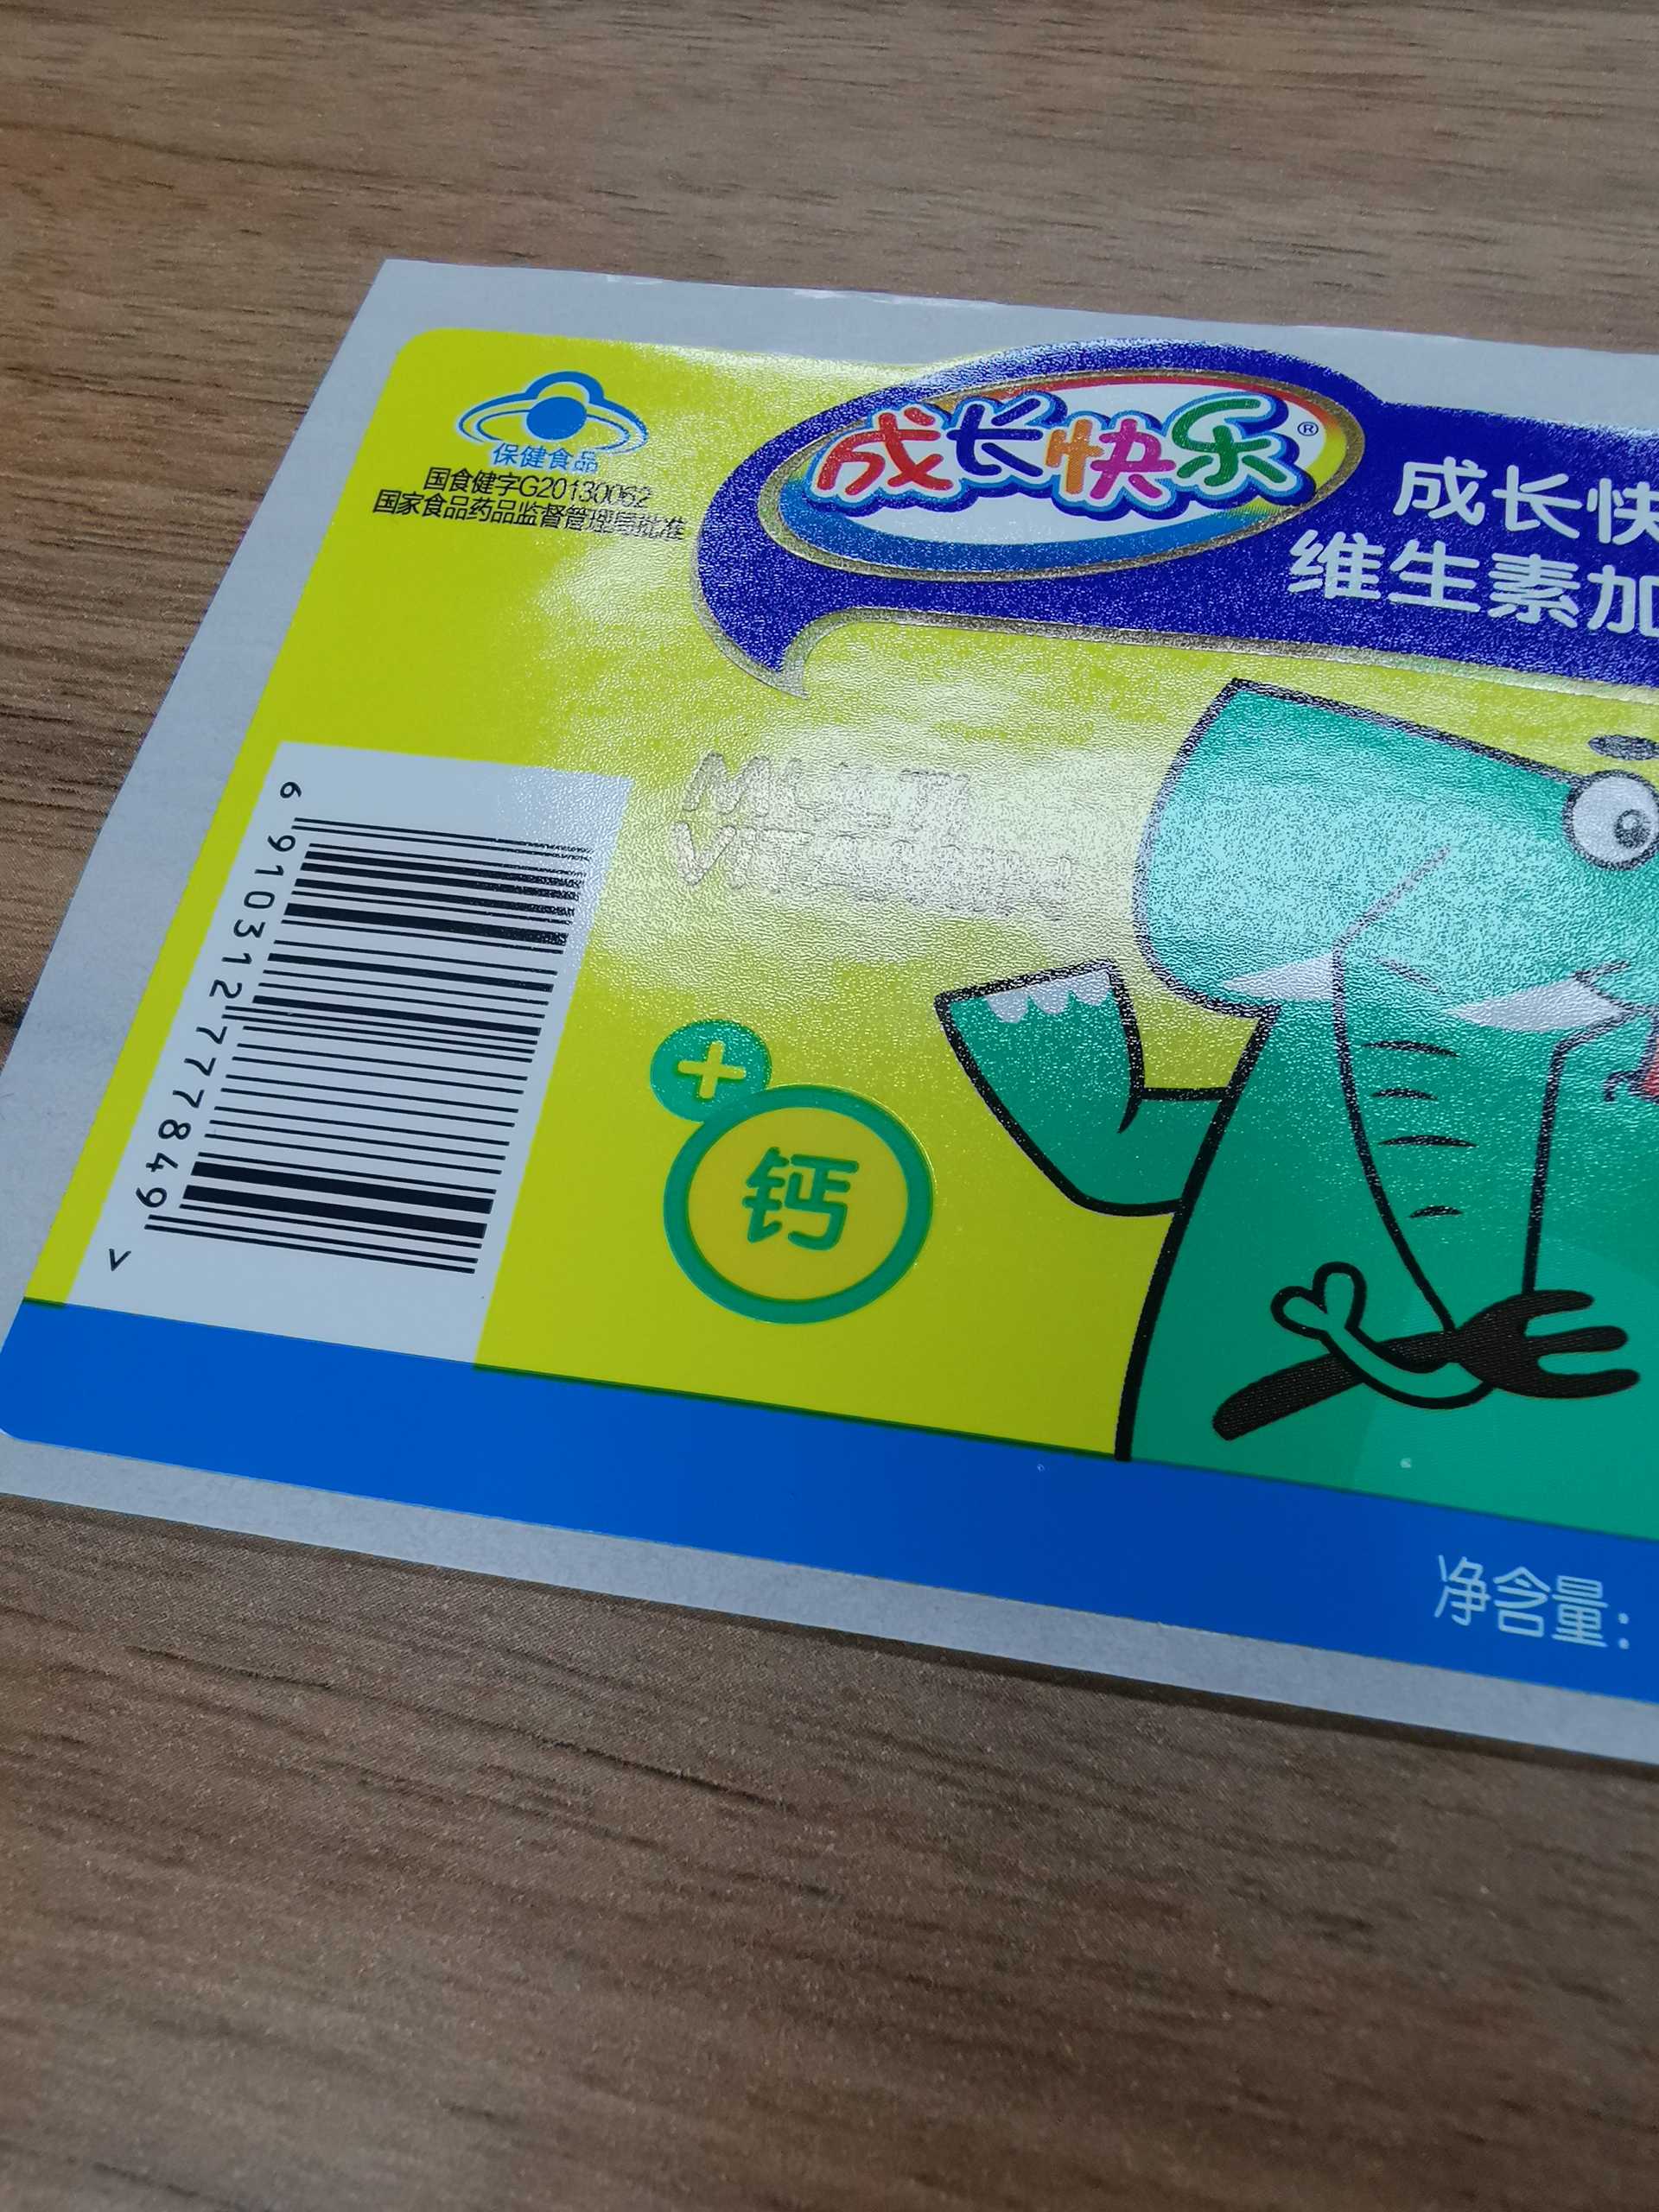 保健食品
国食健字G20130062
国家食品药品监督管理局批准
成长快乐®
成长快
维生素加
MULTI
+
钙
6 910312 777849 >
净含量: